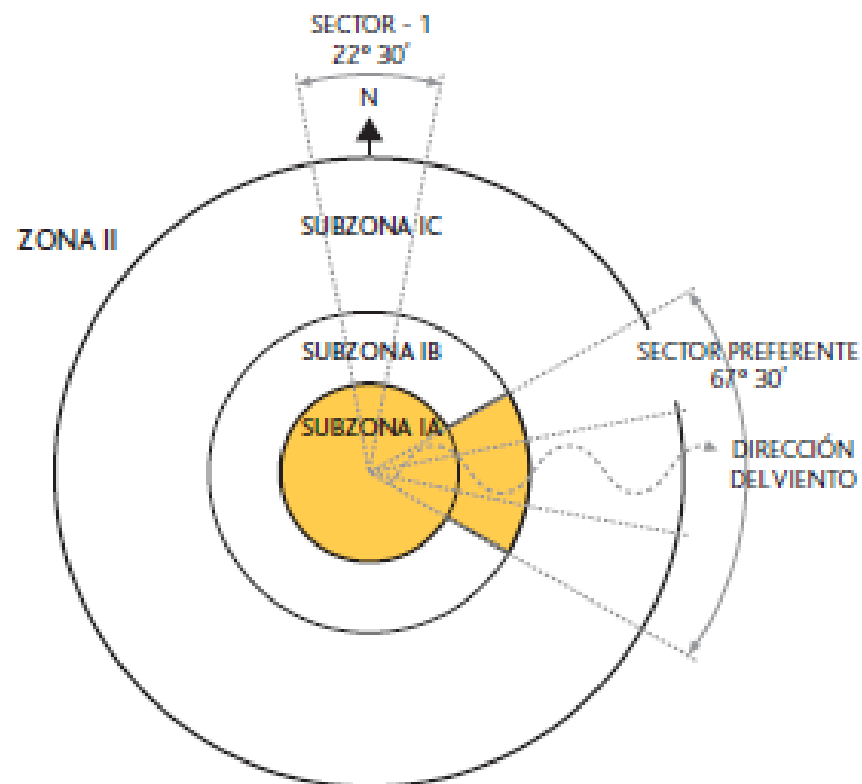 SECTOR - 1
22° 30'
N
SUBZONA IC
ZONA II
SUBZONA IB
SECTOR PREFERENTE
67° 30'
SUBZONA IA
DIRECCIÓN
DEL VIENTO